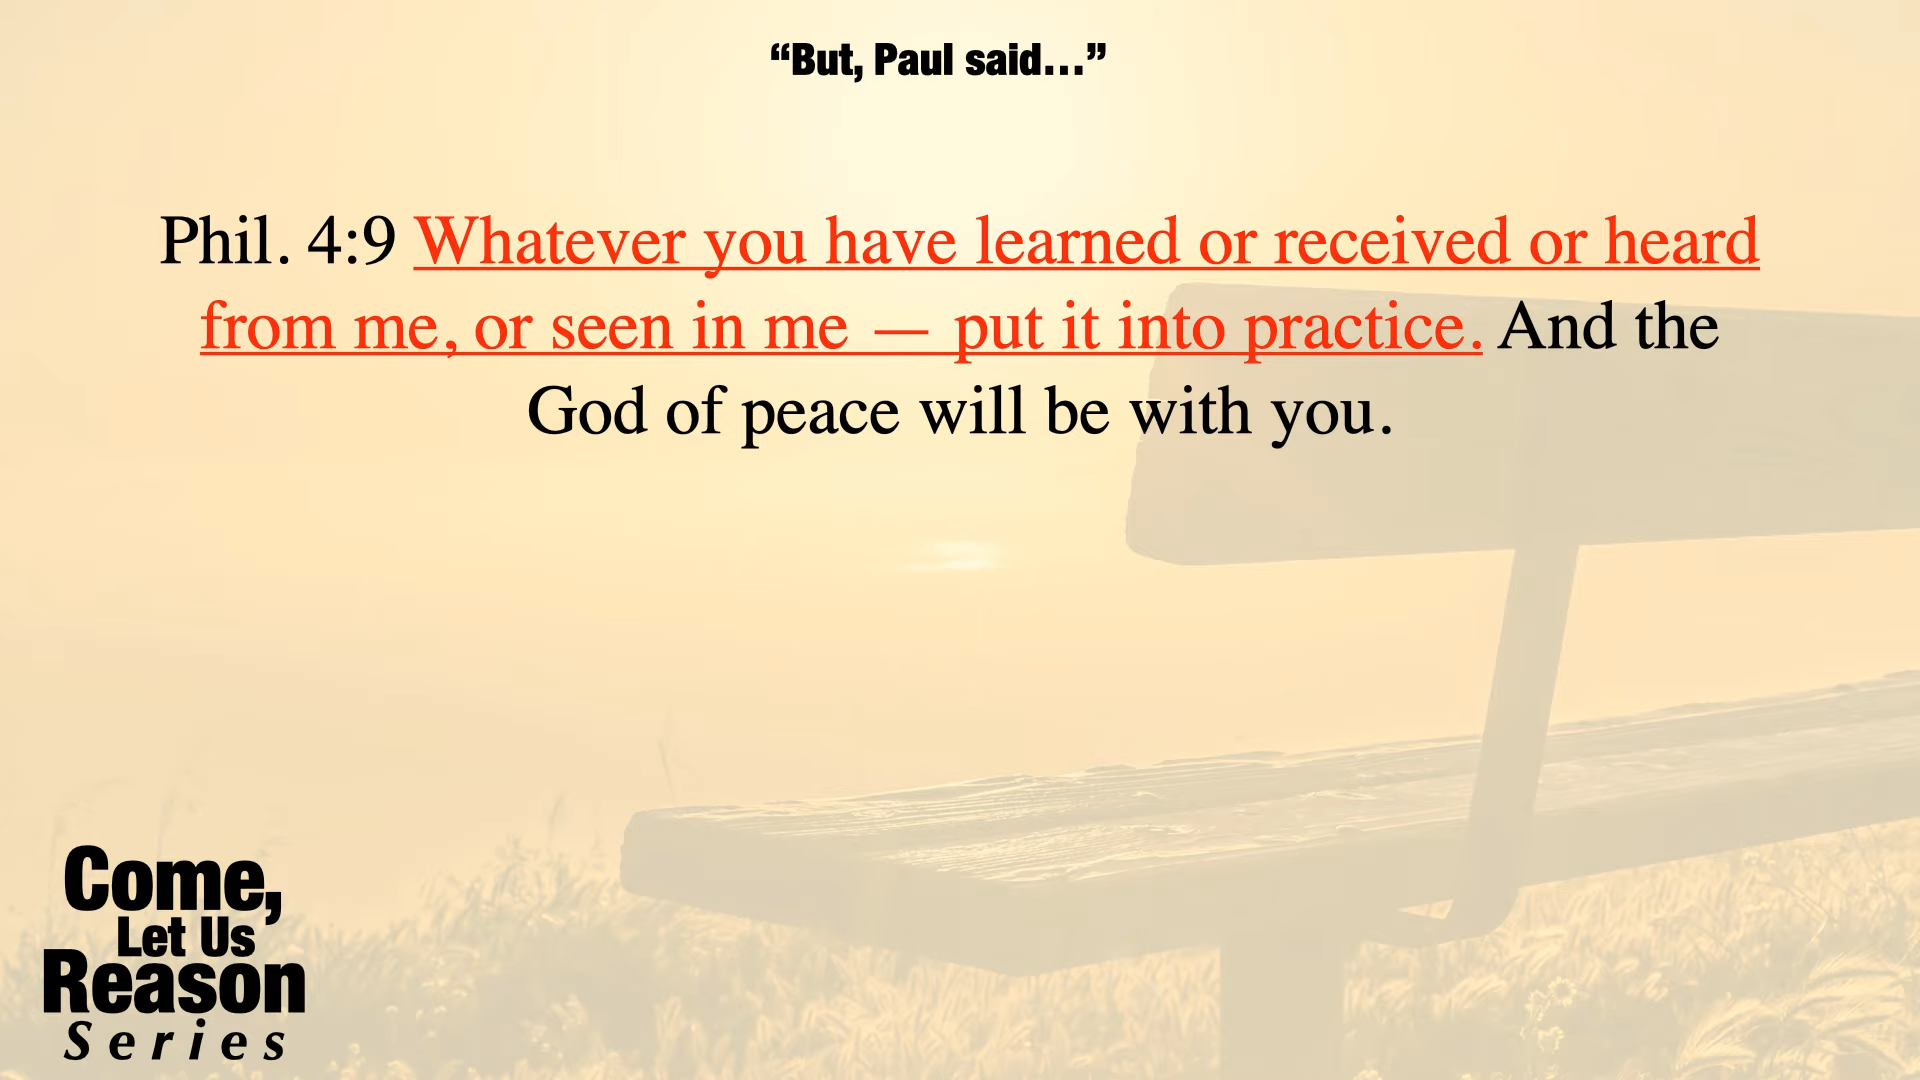 “But, Paul said…”
Phil. 4:9 Whatever you have learned or received or heard
from me, or seen in me — put it into practice. And the
God of peace will be with you.
Come,
Let Us
Reason
Series